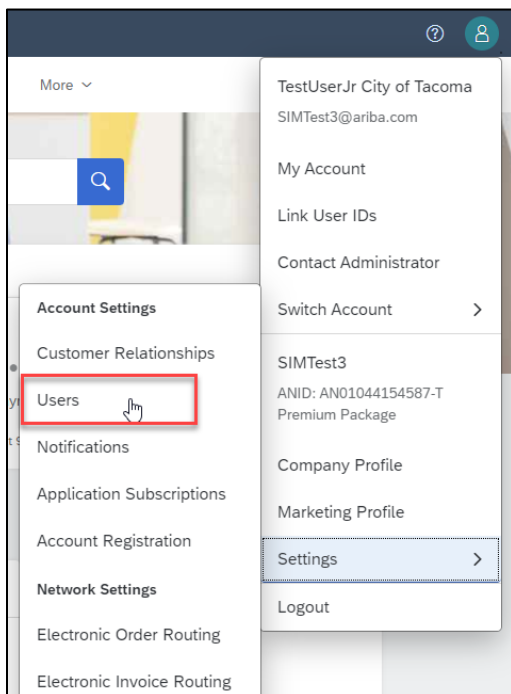 More
TestUserJr City of Tacoma
SIMTest3@ariba.com
My Account
Link User IDs
Contact Administrator
Switch Account
SIMTest3
ANID: AN01044154587-T
Premium Package
Company Profile
Marketing Profile
Settings
Logout
Account Settings
Customer Relationships
Users
Notifications
Application Subscriptions
Account Registration
Network Settings
Electronic Order Routing
Electronic Invoice Routing